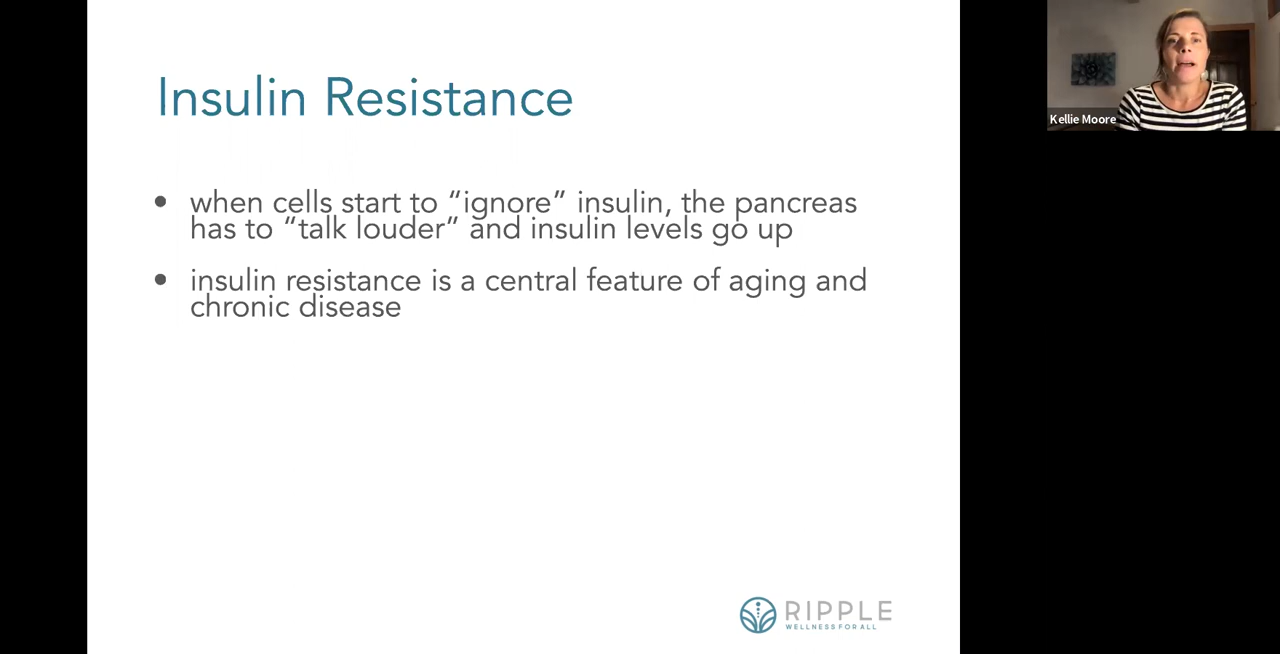 Insulin Resistance
• when cells start to “ignore” insulin, the pancreas
has to “talk louder” and insulin levels go up
• insulin resistance is a central feature of aging and
chronic disease
Kellie Moore
RIPPLE
WELLNESS FOR ALL